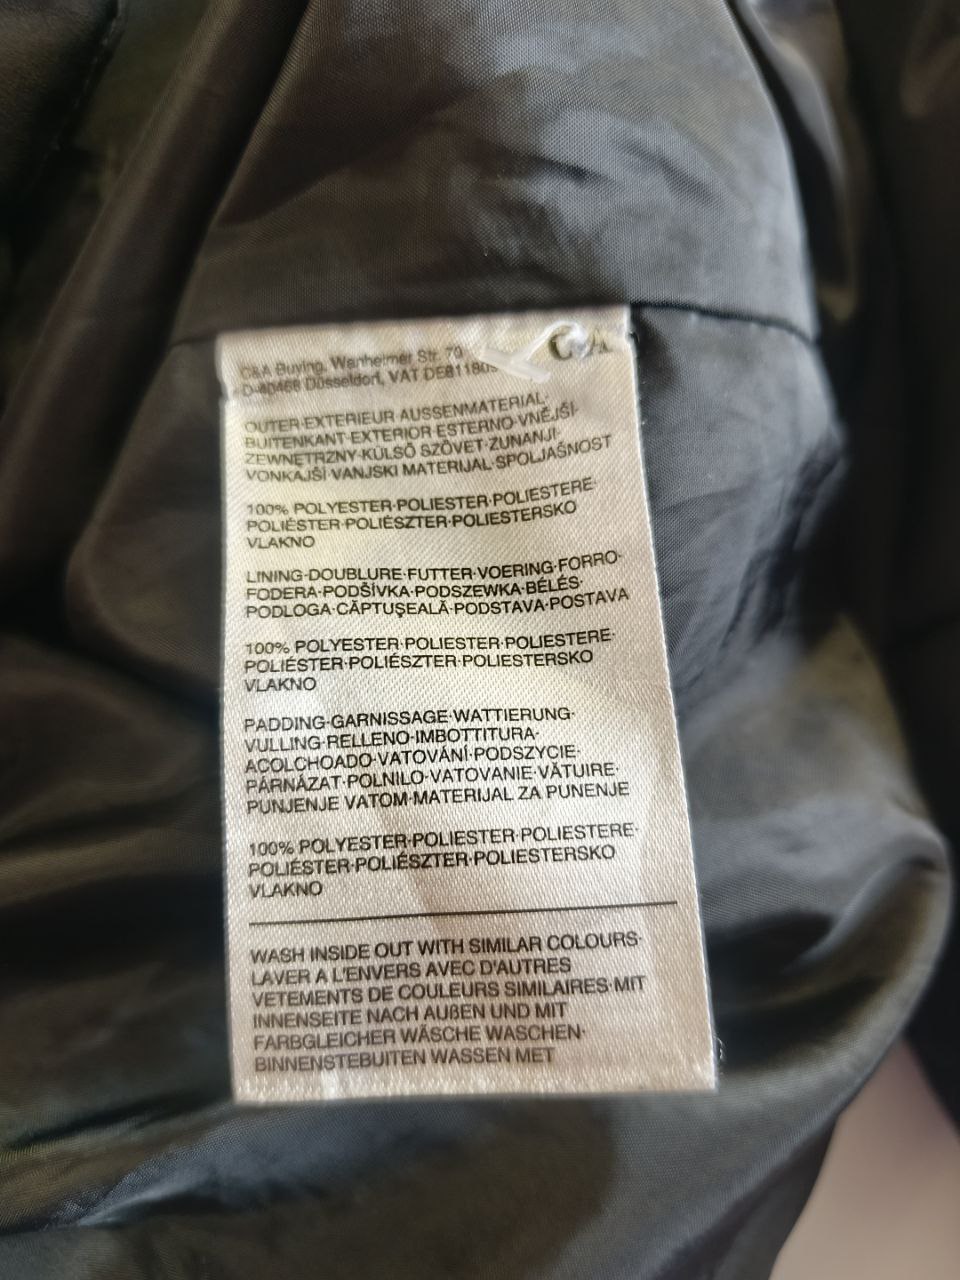 C&A Buying, Wanheimer Str. 70
D-40468 Düsseldorf, VAT
OUTER·EXTERIEUR·AUSSENMATERIAL·
BUITENKANT·EXTERIOR·ESTERNO·VNĚJŠÍ·
ZEWNĘTRZNY·KÜLSŐ SZÖVET·ZUNANJI·
VONKAJŠÍ·VANJSKI MATERIJAL·SPOLJAŠNOST
100% POLYESTER·POLIESTER·POLIESTERE·
POLIÉSTER·POLIÉSZTER·POLIESTERSKO
VLAKNO
LINING·DOUBLURE·FUTTER·VOERING·FORRO·
FODERA·PODŠÍVKA·PODSZEWKA·BÉLÉS·
PODLOGA·CĂPTUŞEALĂ·PODSTAVA·POSTAVA
100% POLYESTER·POLIESTER·POLIESTERE·
POLIÉSTER·POLIÉSZTER·POLIESTERSKO
VLAKNO
PADDING·GARNISSAGE·WATTIERUNG·
VULLING·RELLENO·IMBOTTITURA·
ACOLCHOADO·VATOVÁNÍ·PODSZYCIE·
PÁRNÁZAT·POLNILO·VATOVANIE·VĂTUIRE·
PUNJENJE VATOM·MATERIJAL ZA PUNENJE
100% POLYESTER·POLIESTER·POLIESTERE·
POLIÉSTER·POLIÉSZTER·POLIESTERSKO
VLAKNO
WASH INSIDE OUT WITH SIMILAR COLOURS·
LAVER A L'ENVERS AVEC D'AUTRES
VETEMENTS DE COULEURS SIMILAIRES·MIT
INNENSEITE NACH AUßEN UND MIT
FARBGLEICHER WÄSCHE WASCHEN·
BINNENSTEBUITEN WASSEN MET